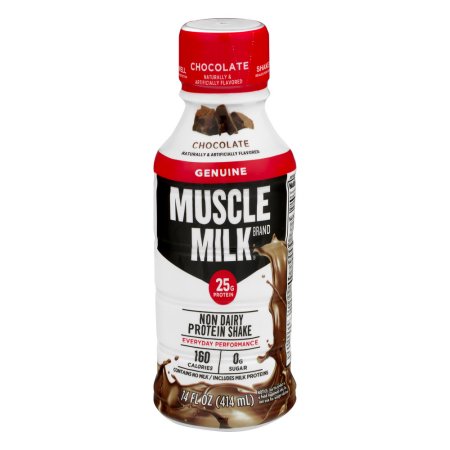 CHOCOLATE
NATURALLY &
ARTIFICIALLY FLAVORED
CHOCOLATE
NATURALLY & ARTIFICIALLY FLAVORED
GENUINE
MUSCLE
MILK
BRAND
25G
PROTEIN
NON DAIRY
PROTEIN SHAKE
EVERYDAY PERFORMANCE
160
CALORIES
0G
SUGAR
CONTAINS NO MILK / INCLUDES MILK PROTEINS
14 FL OZ (414 mL)